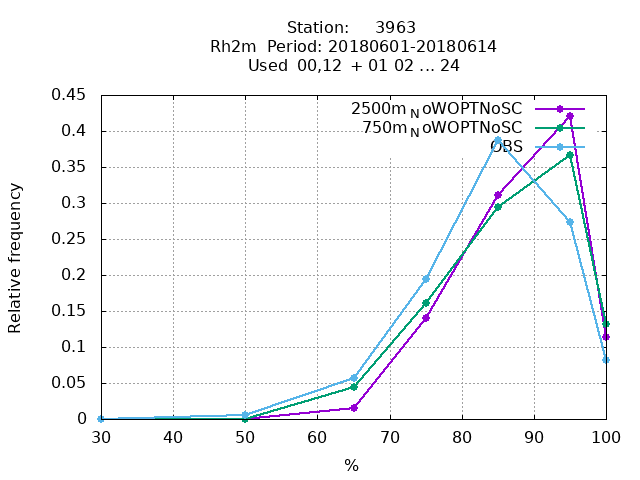 Station: 3963
Rh2m Period: 20180601-20180614
Used 00,12 + 01 02 ... 24
2500m_NoWOPTNoSC
750m_NoWOPTNoSC
OBS
0.45
0.4
0.35
0.3
0.25
0.2
0.15
0.1
0.05
0
Relative frequency
30 40 50 60 70 80 90 100
%